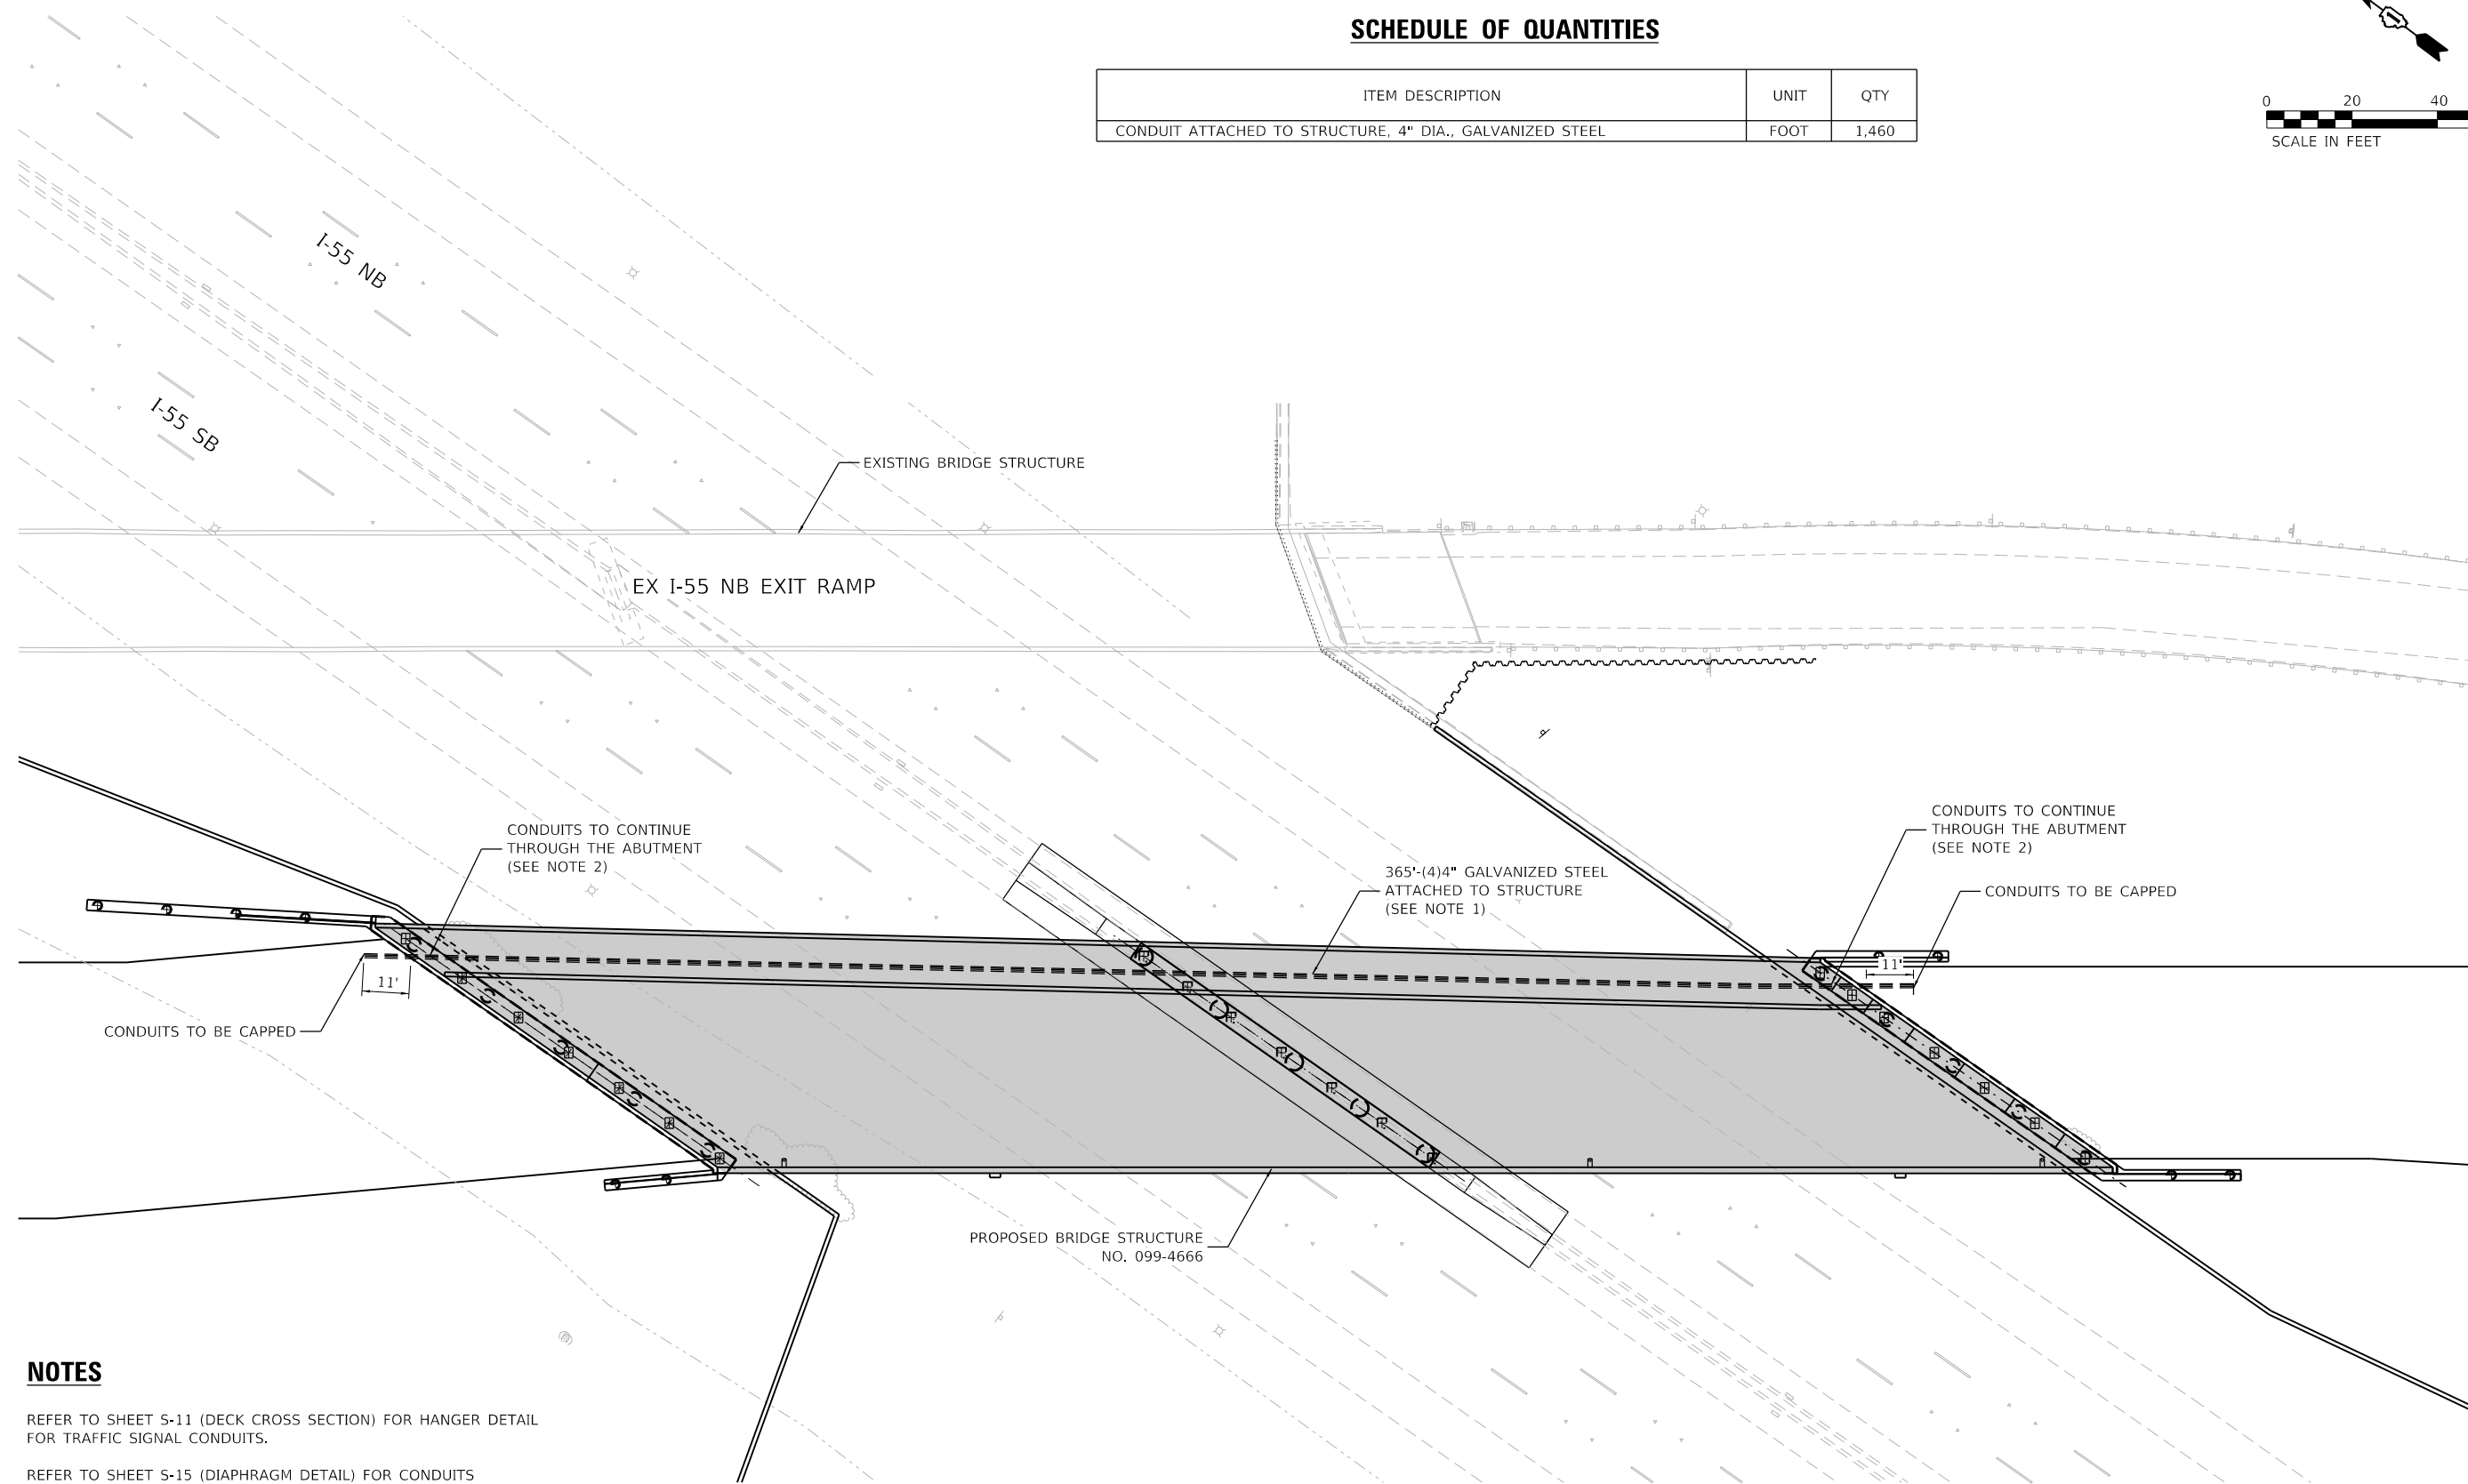 SCHEDULE OF QUANTITIES
ITEM DESCRIPTION UNIT QTY
CONDUIT ATTACHED TO STRUCTURE, 4" DIA., GALVANIZED STEEL FOOT 1,460
0 20 40
SCALE IN FEET
I-55 NB
I-55 SB
EXISTING BRIDGE STRUCTURE
EX I-55 NB EXIT RAMP
CONDUITS TO CONTINUE
THROUGH THE ABUTMENT
(SEE NOTE 2)
365'-(4)4" GALVANIZED STEEL
ATTACHED TO STRUCTURE
(SEE NOTE 1)
CONDUITS TO CONTINUE
THROUGH THE ABUTMENT
(SEE NOTE 2)
CONDUITS TO BE CAPPED
11'
11'
CONDUITS TO BE CAPPED
PROPOSED BRIDGE STRUCTURE
NO. 099-4666
NOTES
REFER TO SHEET S-11 (DECK CROSS SECTION) FOR HANGER DETAIL
FOR TRAFFIC SIGNAL CONDUITS.
REFER TO SHEET S-15 (DIAPHRAGM DETAIL) FOR CONDUITS